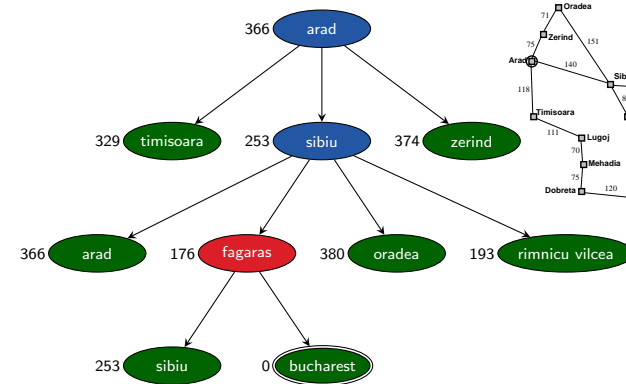 366 arad
329 timisoara 253 sibiu 374 zerind
366 arad 176 fagaras 380 oradea 193 rimnicu vilcea
253 sibiu 0 bucharest
Oradea
71
Zerind
151
75
Arad
140
118
Timisoara
111
Lugoj
70
Mehadia
75
Dobreta
120